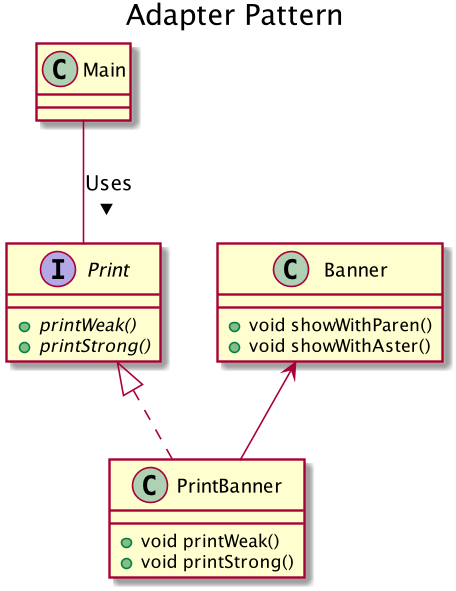 Adapter Pattern
C Main
Uses
▼
I Print
printWeak()
printStrong()
C Banner
void showWithParen()
void showWithAster()
C PrintBanner
void printWeak()
void printStrong()